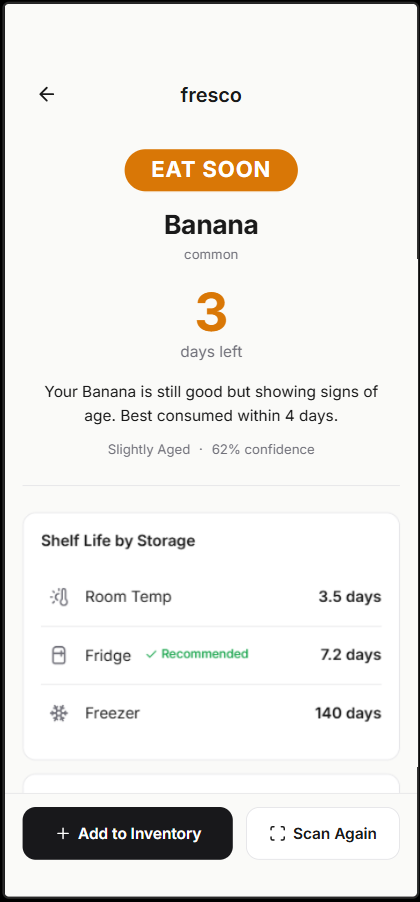 fresco
EAT SOON
Banana
common
3
days left
Your Banana is still good but showing signs of
age. Best consumed within 4 days.
Slightly Aged · 62% confidence
Shelf Life by Storage
Room Temp 3.5 days
Fridge ✓ Recommended 7.2 days
Freezer 140 days
+ Add to Inventory
Scan Again